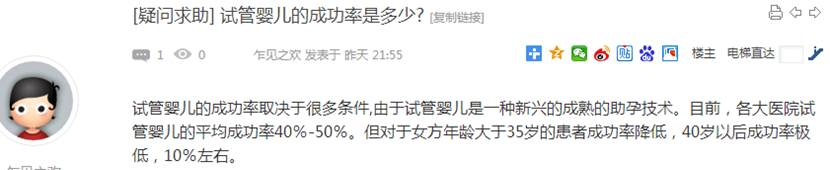 [疑问求助] 试管婴儿的成功率是多少? [复制链接]
1 0 乍见之欢 发表于 昨天 21:55 贴 楼主 电梯直达
试管婴儿的成功率取决于很多条件,由于试管婴儿是一种新兴的成熟的助孕技术。目前，各大医院试
管婴儿的平均成功率40%-50%。但对于女方年龄大于35岁的患者成功率降低，40岁以后成功率极
低，10%左右。
乍见之欢